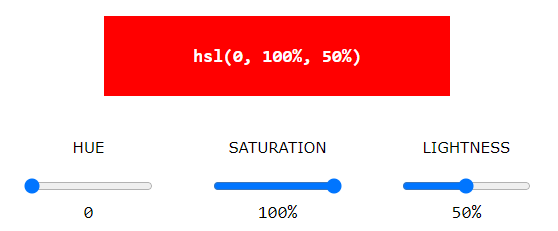 hsl(0, 100%, 50%)
HUE SATURATION LIGHTNESS
0 100% 50%